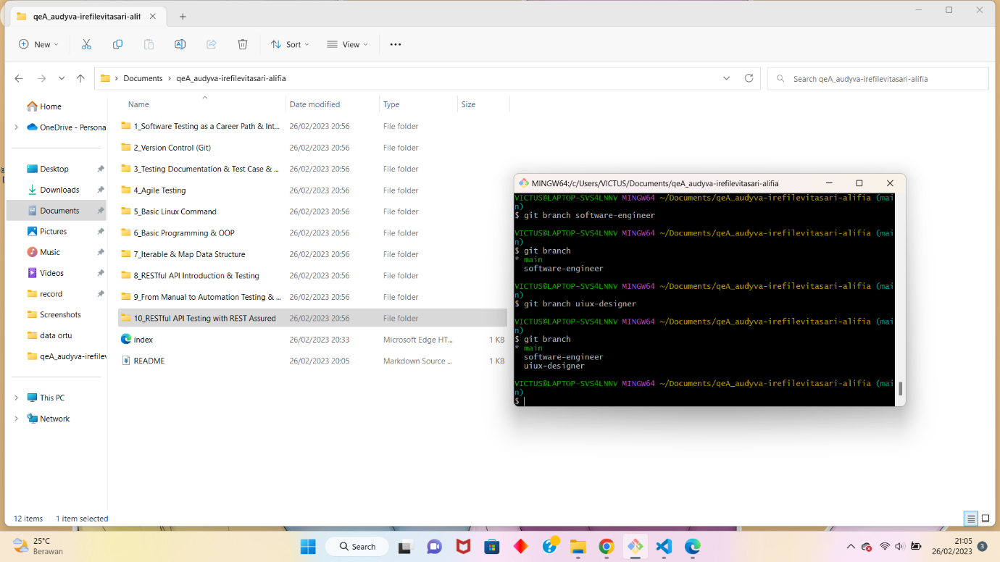 qeA_audyva-irefilevitasari-alif
New
Sort
View
Documents
qeA_audyva-irefilevitasari-alifia
Search qeA_audyva-irefilevitasari-alifia
Home
OneDrive - Persona
Desktop
Downloads
Documents
Pictures
Music
Videos
record
Screenshots
data ortu
qeA_audyva-irefilev
This PC
Network
Name Date modified Type Size
1_Software Testing as a Career Path & Int... 26/02/2023 20:56 File folder
2_Version Control (Git) 26/02/2023 20:56 File folder
3_Testing Documentation & Test Case & ... 26/02/2023 20:56 File folder
4_Agile Testing 26/02/2023 20:56 File folder
5_Basic Linux Command 26/02/2023 20:56 File folder
6_Basic Programming & OOP 26/02/2023 20:56 File folder
7_Iterable & Map Data Structure 26/02/2023 20:56 File folder
8_RESTful API Introduction & Testing 26/02/2023 20:56 File folder
9_From Manual to Automation Testing & ... 26/02/2023 20:56 File folder
10_RESTful API Testing with REST Assured 26/02/2023 20:56 File folder
index 26/02/2023 20:33 Microsoft Edge HT... 1 KB
README 26/02/2023 20:05 Markdown Source ... 1 KB
MINGW64:/c/Users/VICTUS/Documents/qeA_audyva-irefilevitasari-alifia
VICTUS@LAPTOP-SVS4LNNV MINGW64 ~/Documents/qeA_audyva-irefilevitasari-alifia (mai
n)
$ git branch software-engineer
VICTUS@LAPTOP-SVS4LNNV MINGW64 ~/Documents/qeA_audyva-irefilevitasari-alifia (mai
n)
$ git branch
* main
software-engineer
VICTUS@LAPTOP-SVS4LNNV MINGW64 ~/Documents/qeA_audyva-irefilevitasari-alifia (mai
n)
$ git branch uiux-designer
VICTUS@LAPTOP-SVS4LNNV MINGW64 ~/Documents/qeA_audyva-irefilevitasari-alifia (mai
n)
$ git branch
* main
software-engineer
uiux-designer
VICTUS@LAPTOP-SVS4LNNV MINGW64 ~/Documents/qeA_audyva-irefilevitasari-alifia (mai
n)
$
12 items 1 item selected
25°C
Berawan
Search
21:05
26/02/2023
3